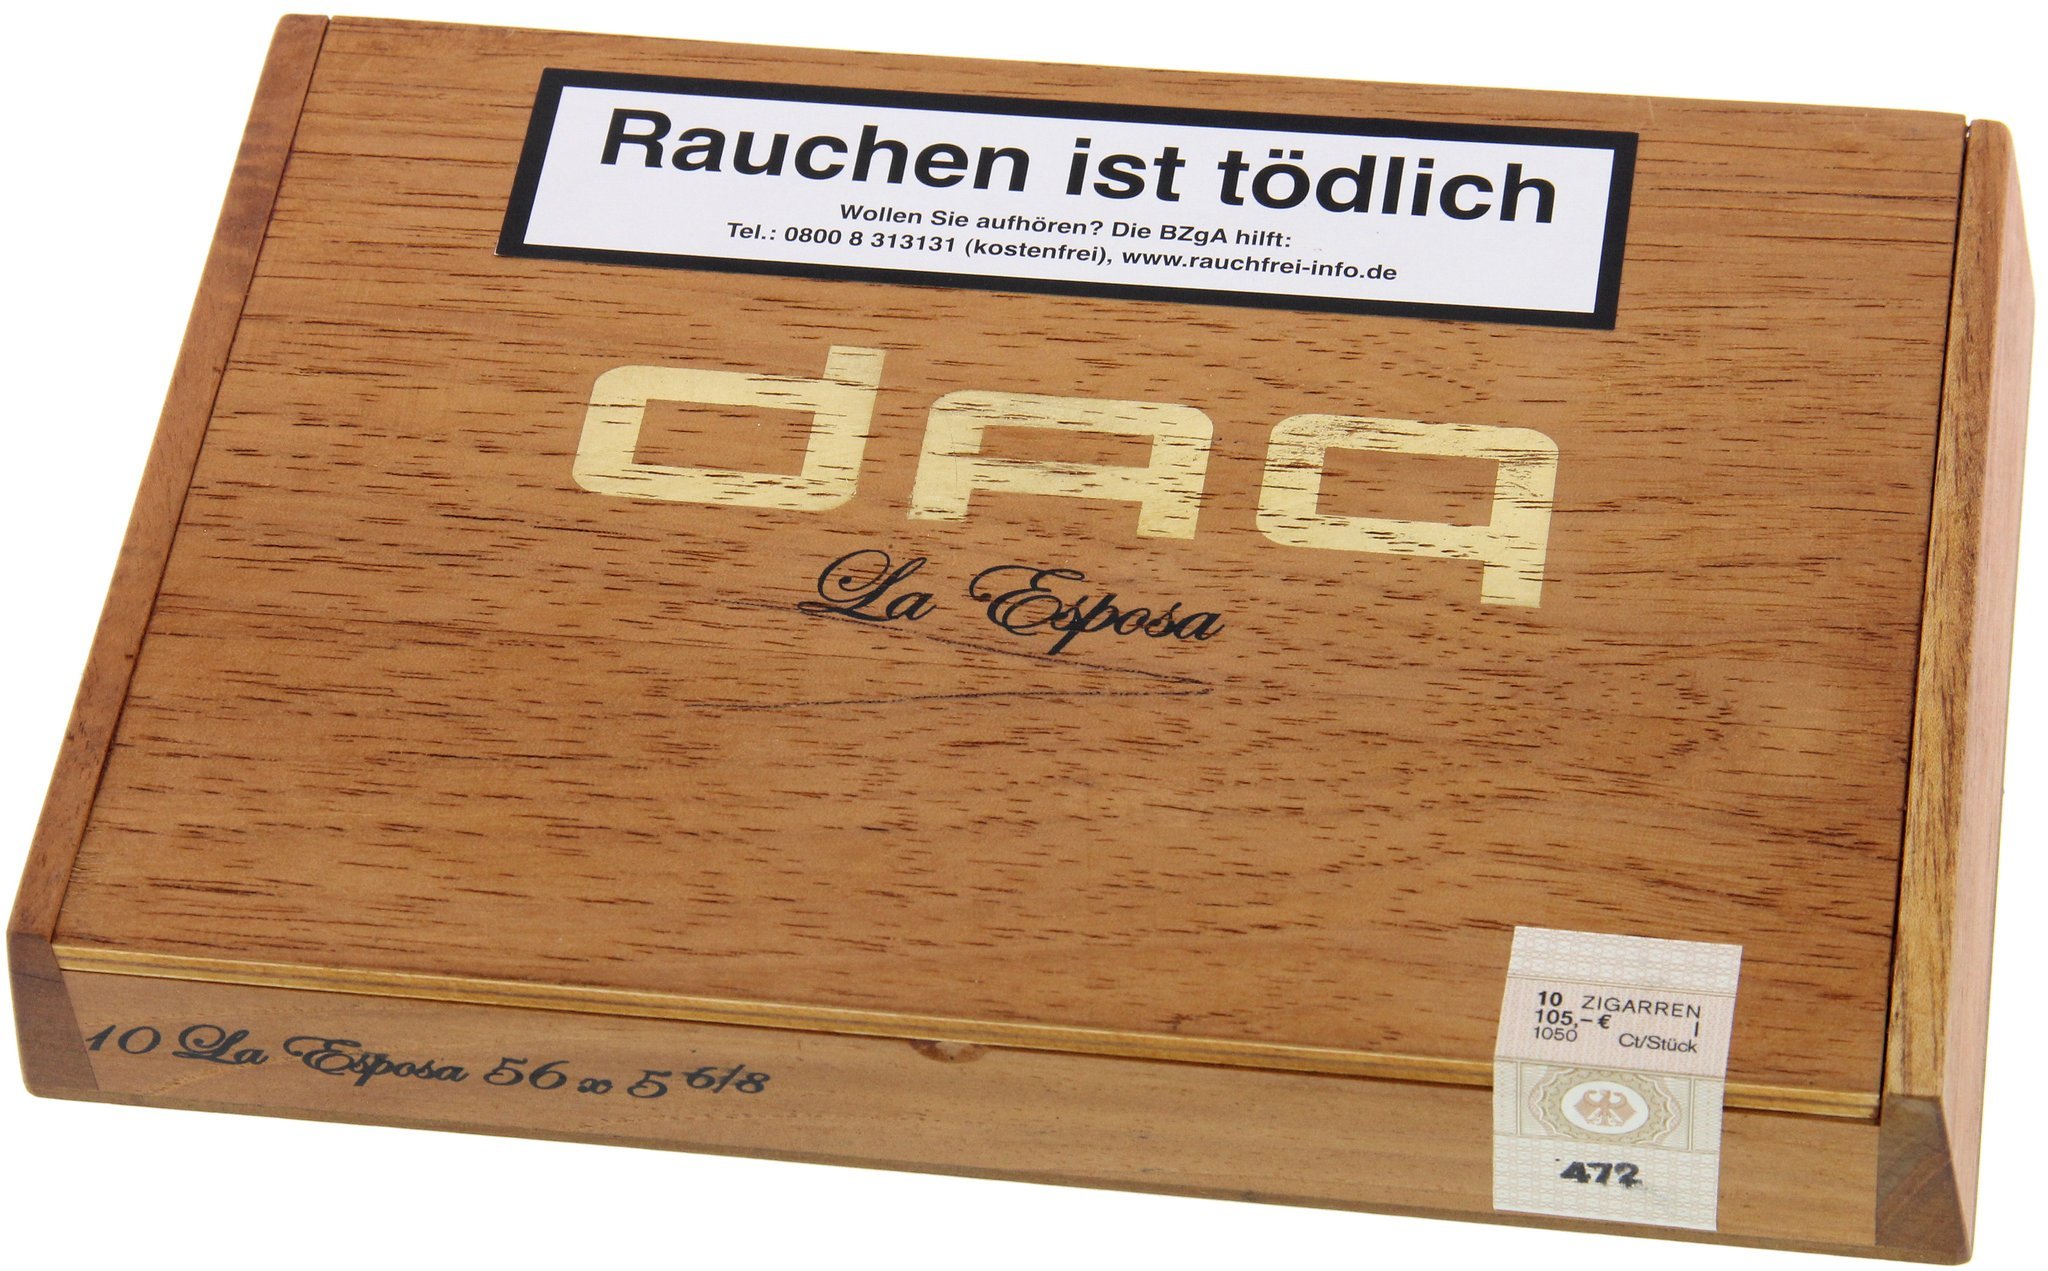 Rauchen ist tödlich
Wollen Sie aufhören? Die BZgA hilft:
Tel.: 0800 8 313131 (kostenfrei), www.rauchfrei-info.de
daq
La Esposa
10 ZIGARREN
105,–€ I
1050 Ct/Stück
472
10 La Esposa 56 x 5 6/8